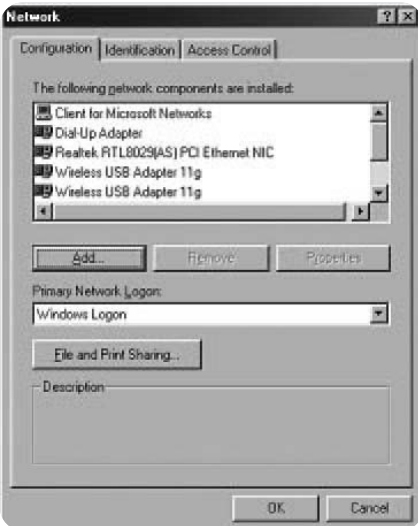 Network
Configuration Identification Access Control
The following network components are installed:
Client for Microsoft Networks
Dial-Up Adapter
Realtek RTL8029(AS) PCI Ethernet NIC
Wireless USB Adapter 11g
Wireless USB Adapter 11g
Add... Remove Properties
Primary Network Logon:
Windows Logon
File and Print Sharing...
Description
OK Cancel